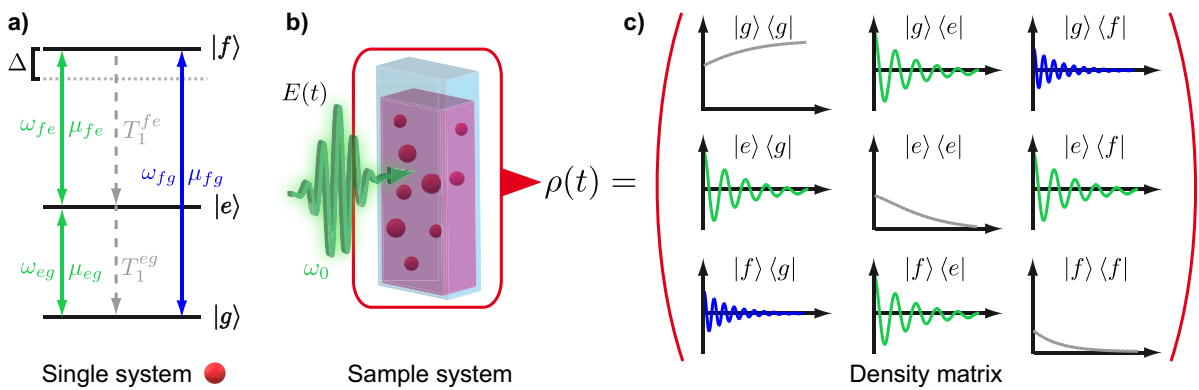 a)
|f⟩
Δ
ω_fe μ_fe T_1^fe
ω_fg μ_fg
|e⟩
ω_eg μ_eg T_1^eg
|g⟩
Single system
b)
E(t)
ω_0
Sample system
c)
ρ(t) =
|g⟩⟨g| |g⟩⟨e| |g⟩⟨f|
|e⟩⟨g| |e⟩⟨e| |e⟩⟨f|
|f⟩⟨g| |f⟩⟨e| |f⟩⟨f|
Density matrix